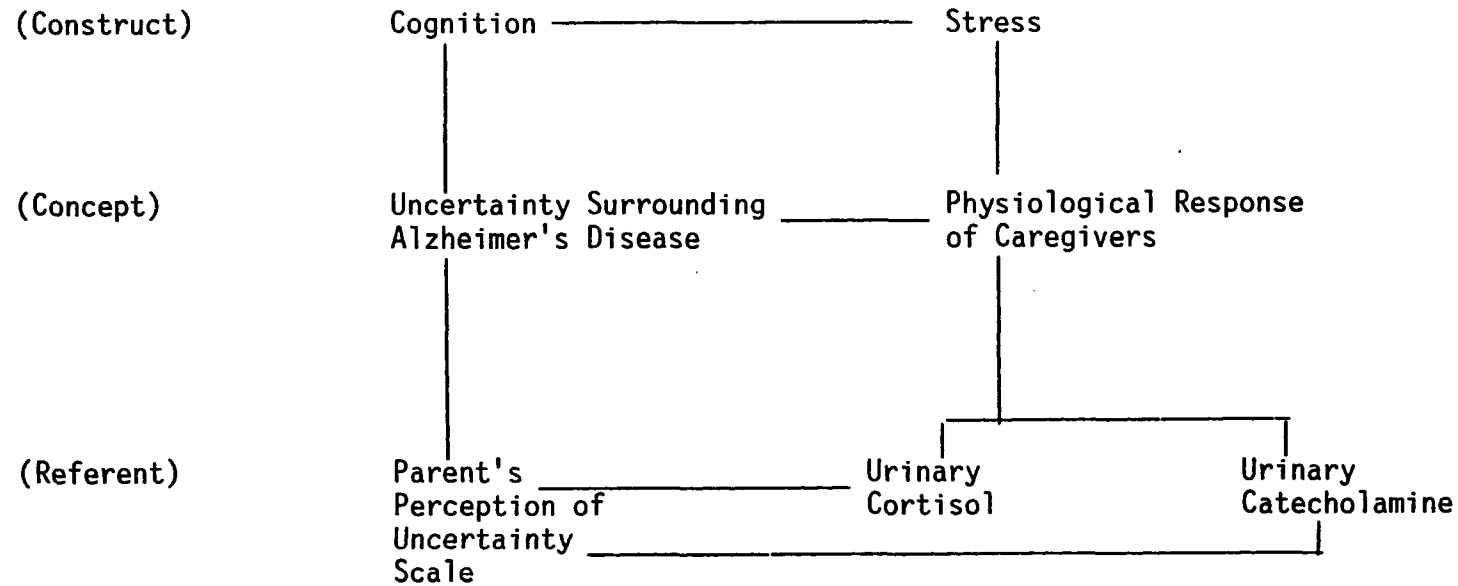 (Construct) Cognition Stress
(Concept) Uncertainty Surrounding Physiological Response
Alzheimer's Disease of Caregivers
(Referent) Parent's Urinary Urinary
Perception of Cortisol Catecholamine
Uncertainty
Scale